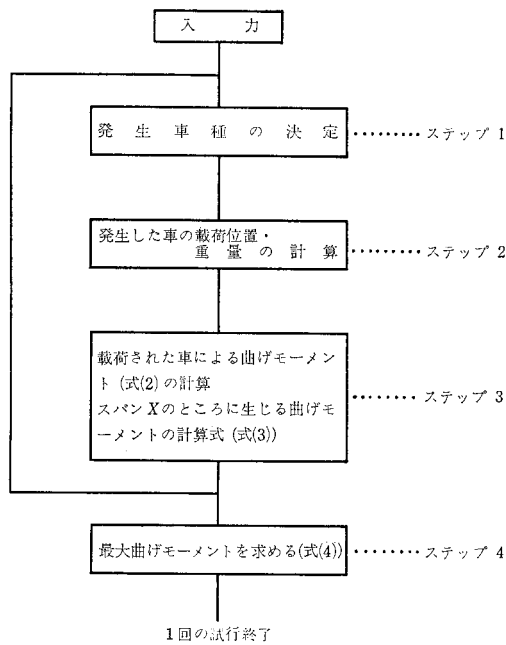 入力
発生車種の決定 ········· ステップ 1
発生した車の載荷位置・
重量の計算 ········· ステップ 2
載荷された車による曲げモーメン
ト (式(2) の計算
スパン X のところに生じる曲げモ
ーメントの計算式 (式(3)) ········ ステップ 3
最大曲げモーメントを求める(式(4)) ········· ステップ 4
1回の試行終了